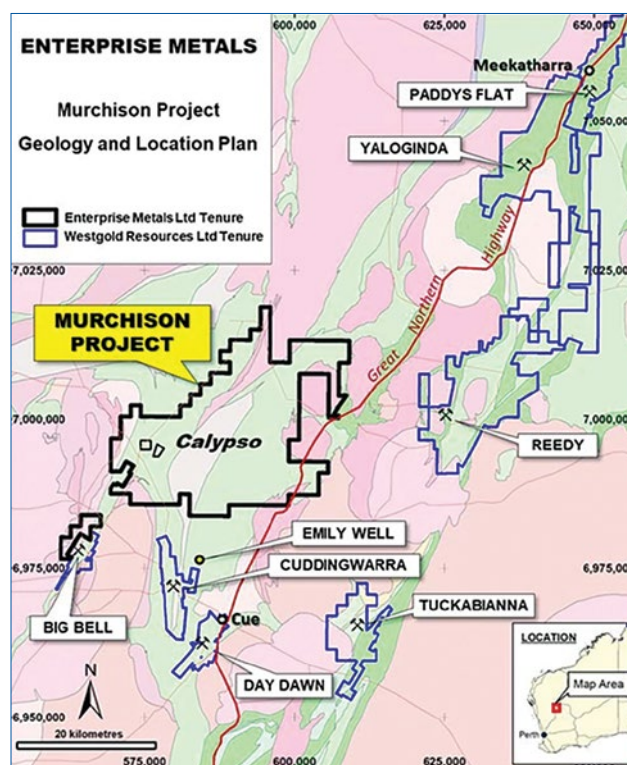 ENTERPRISE METALS
Murchison Project
Geology and Location Plan
Enterprise Metals Ltd Tenure
Westgold Resources Ltd Tenure
600,000
625,000
650,000
Meekatharra
PADDYS FLAT
7,050,000
YALOGINDA
7,025,000
7,025,000
Great Northern Highway
MURCHISON
PROJECT
Calypso
7,000,000
7,000,000
REEDY
EMILY WELL
CUDDINGWARRA
6,975,000
6,975,000
BIG BELL
TUCKABIANNA
Cue
DAY DAWN
N
6,950,000
20 kilometres
575,000
600,000
625,000
LOCATION
Map Area
Perth